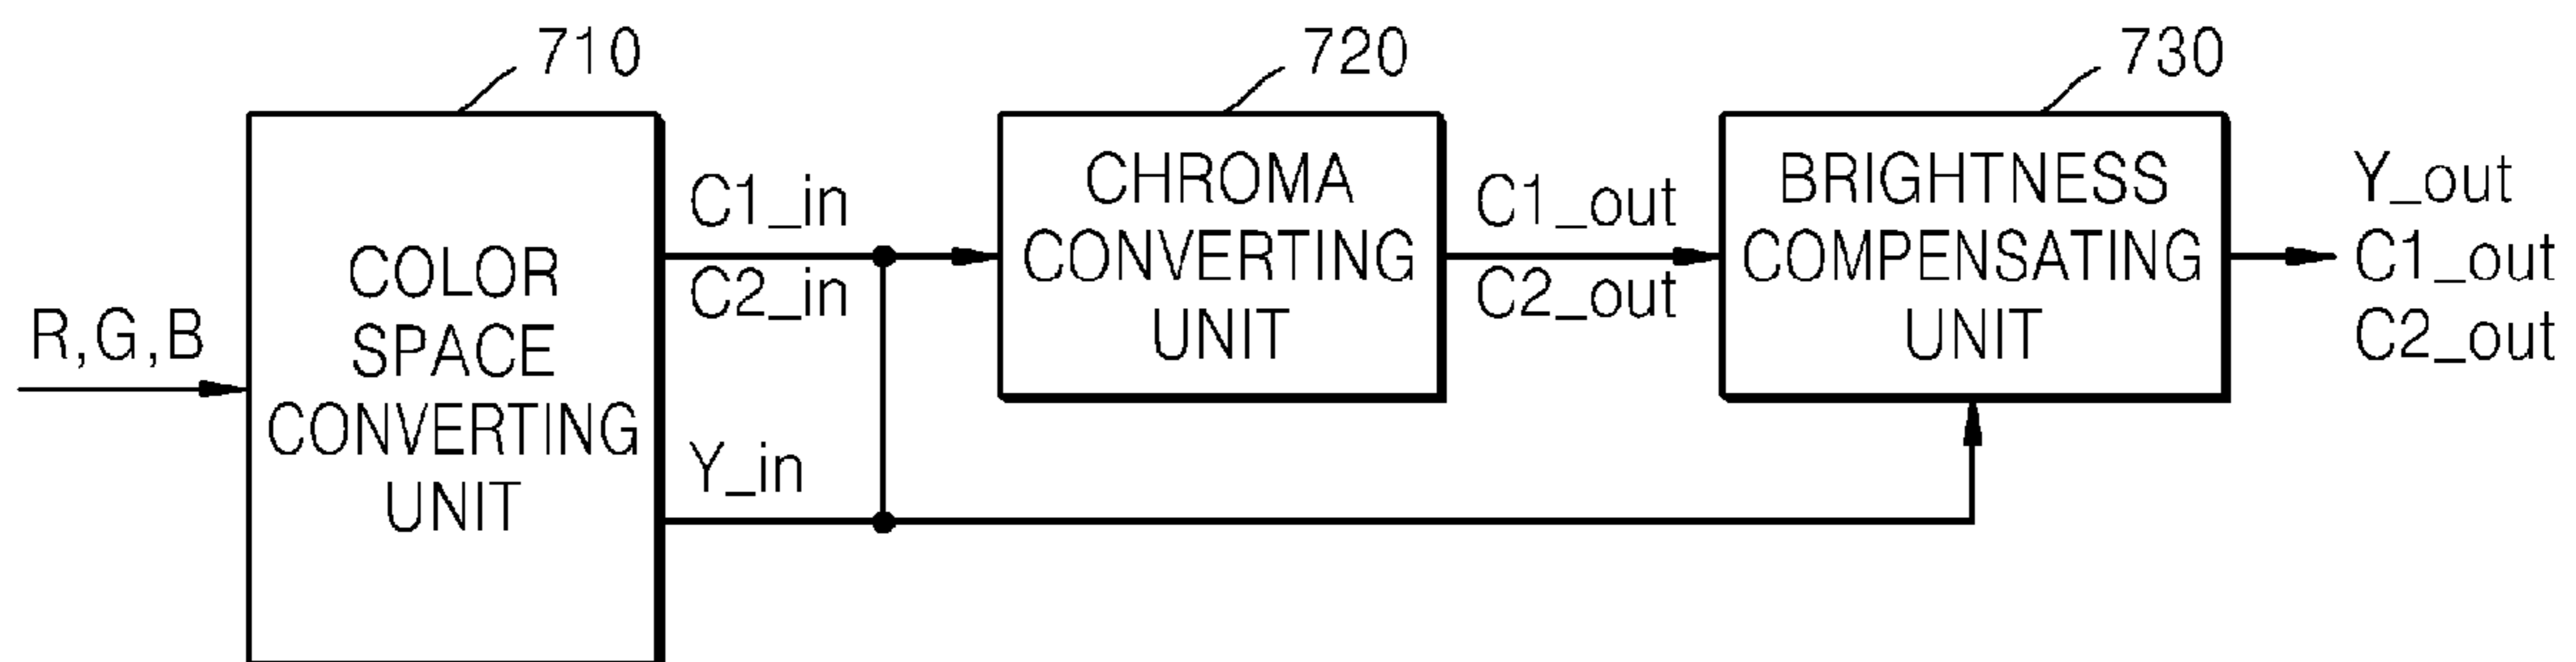 710
720
730
R,G,B
COLOR
SPACE
CONVERTING
UNIT
C1_in
C2_in
Y_in
CHROMA
CONVERTING
UNIT
C1_out
C2_out
BRIGHTNESS
COMPENSATING
UNIT
Y_out
C1_out
C2_out